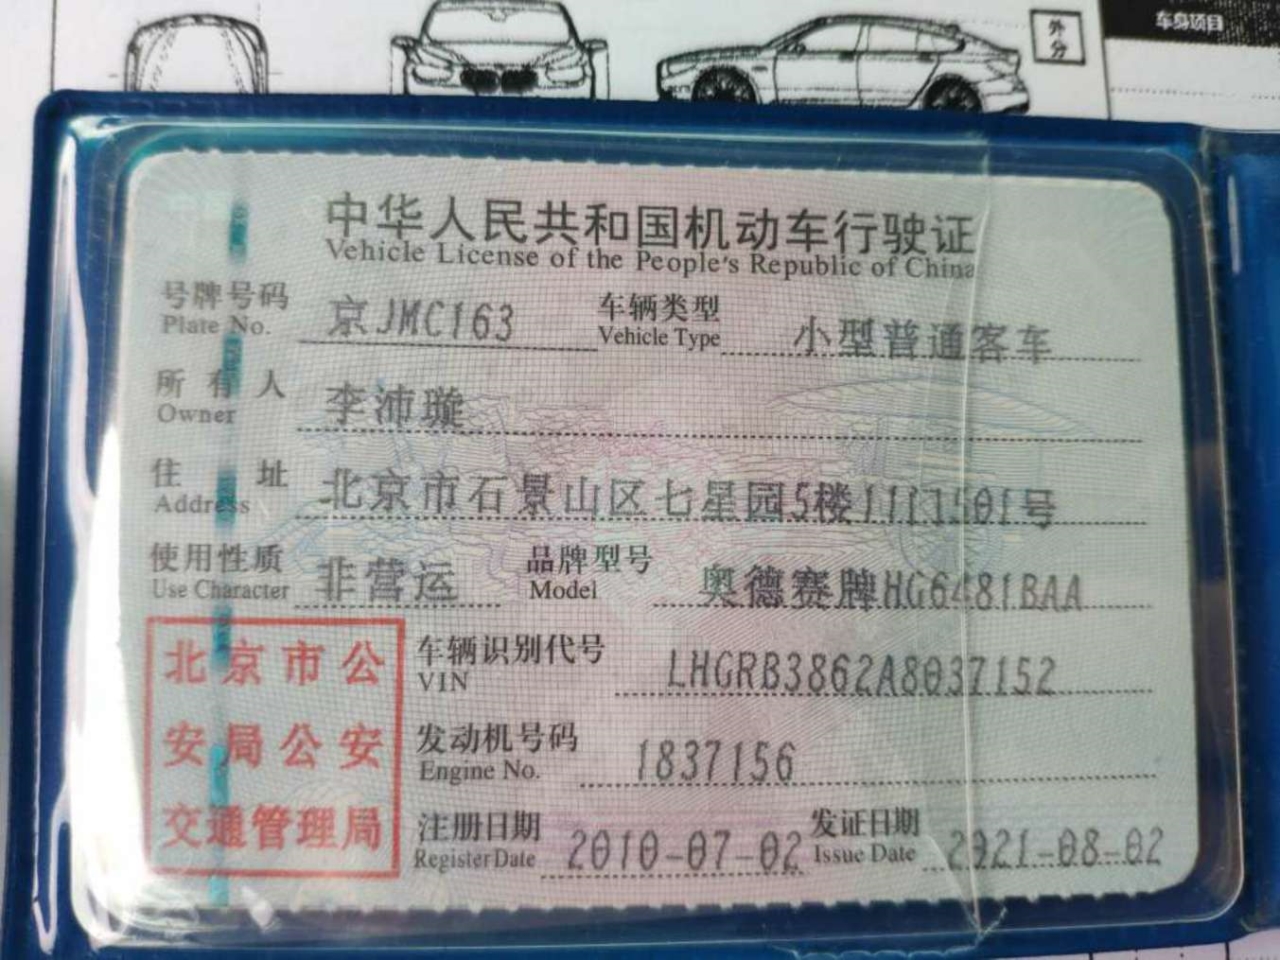 车身项目
外
分
中华人民共和国机动车行驶证
Vehicle License of the People's Republic of China
号牌号码 京JMC163 车辆类型 小型普通客车
Plate No. Vehicle Type
所有人 李沛璇
Owner
住址 北京市石景山区七星园5楼11门501号
Address
使用性质 非营运 品牌型号 奥德赛牌HG6481BAA
Use Character Model
北京市公
安局公安
交通管理局
车辆识别代号 LHGRB3862A8037152
VIN
发动机号码 1837156
Engine No.
注册日期 2010-07-02 发证日期 2021-08-02
Register Date Issue Date